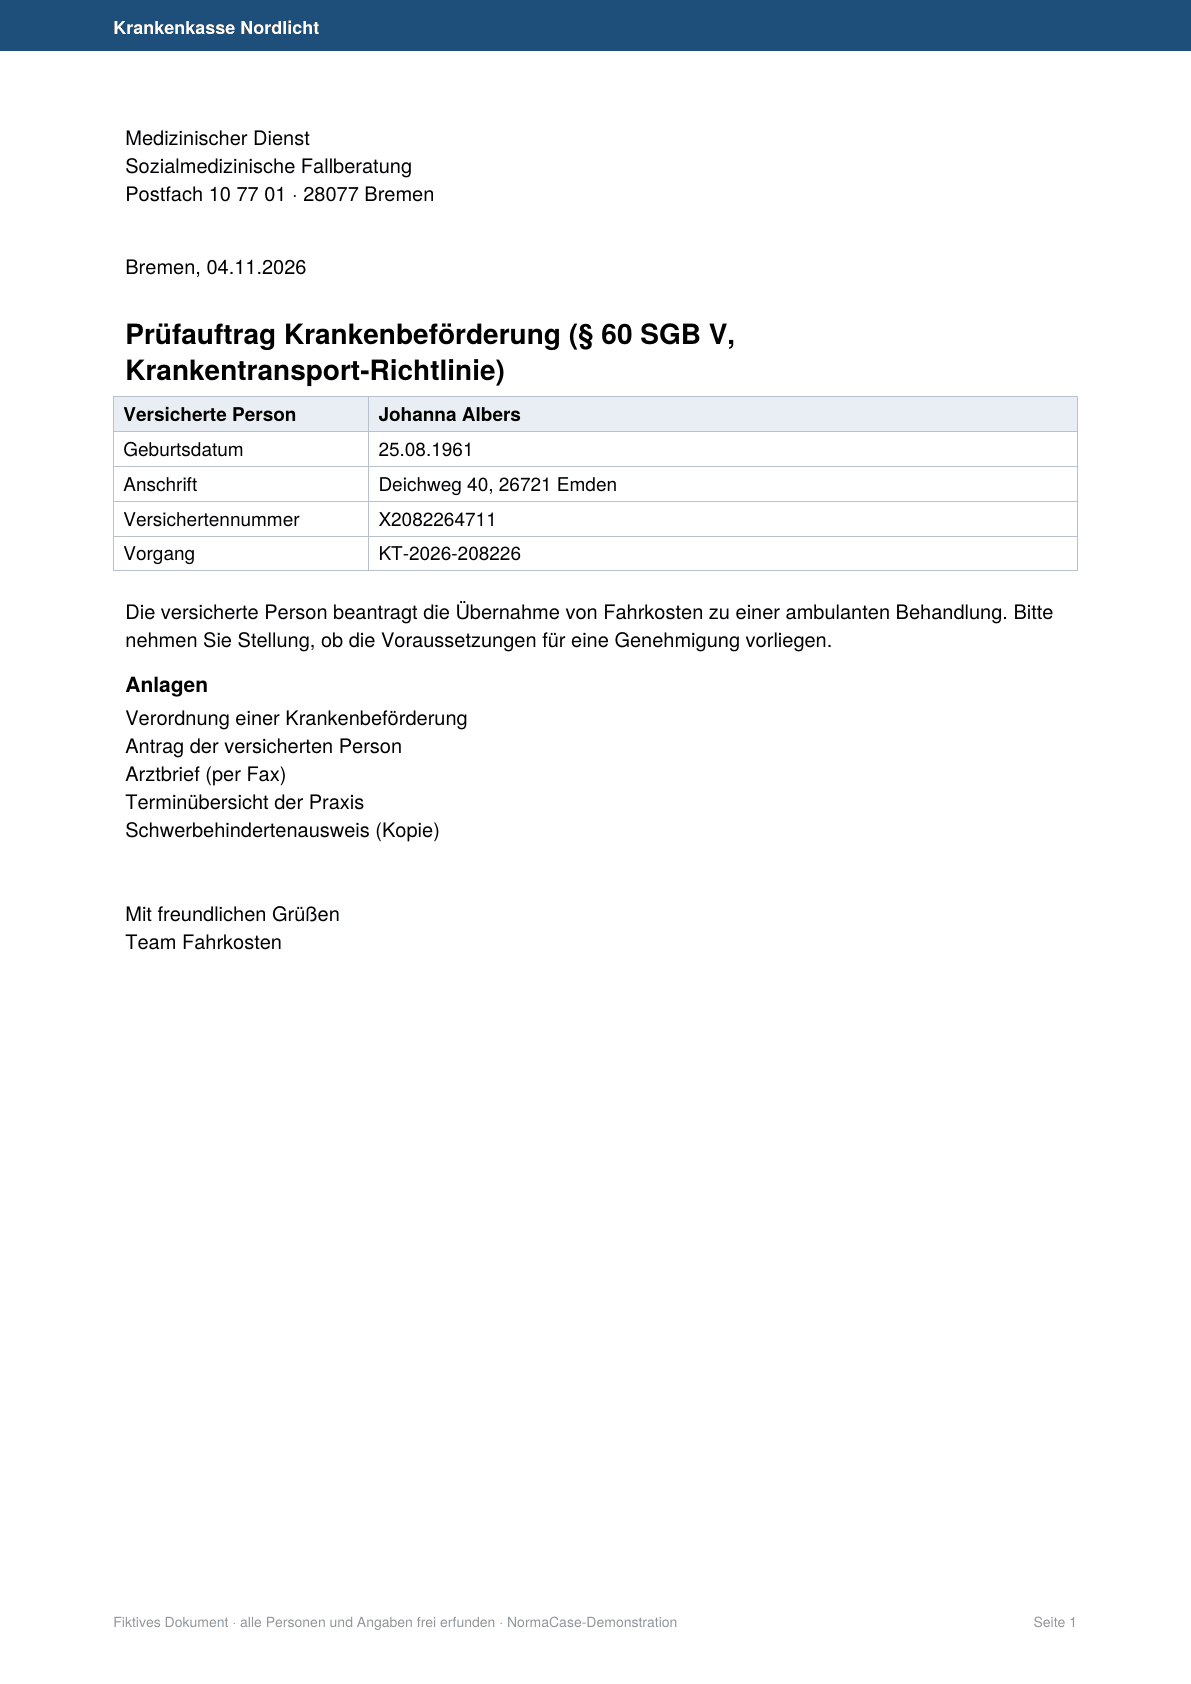 Krankenkasse Nordlicht
Medizinischer Dienst
Sozialmedizinische Fallberatung
Postfach 10 77 01 · 28077 Bremen
Bremen, 04.11.2026
Prüfauftrag Krankenbeförderung (§ 60 SGB V,
Krankentransport-Richtlinie)
Versicherte Person Johanna Albers
Geburtsdatum 25.08.1961
Anschrift Deichweg 40, 26721 Emden
Versichertennummer X2082264711
Vorgang KT-2026-208226
Die versicherte Person beantragt die Übernahme von Fahrkosten zu einer ambulanten Behandlung. Bitte
nehmen Sie Stellung, ob die Voraussetzungen für eine Genehmigung vorliegen.
Anlagen
Verordnung einer Krankenbeförderung
Antrag der versicherten Person
Arztbrief (per Fax)
Terminübersicht der Praxis
Schwerbehindertenausweis (Kopie)
Mit freundlichen Grüßen
Team Fahrkosten
Fiktives Dokument · alle Personen und Angaben frei erfunden · NormaCase-Demonstration Seite 1